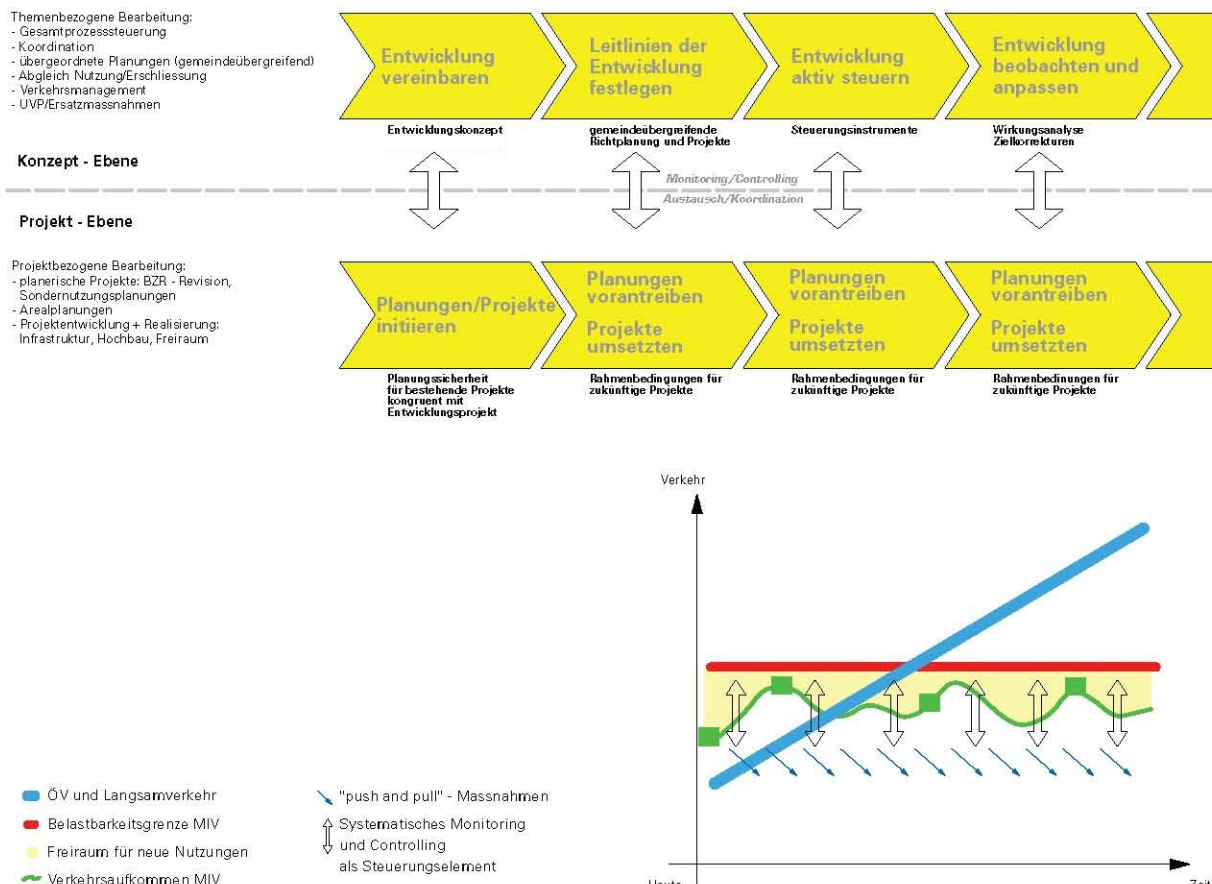 Themenbezogene Bearbeitung:
- Gesamtprozesssteuerung
- Koordination
- übergeordnete Planungen (gemeindeübergreifend)
- Abgleich Nutzung/Erschliessung
- Verkehrsmanagement
- UVP/Ersatzmassnahmen
Entwicklung
vereinbaren
Leitlinien der
Entwicklung
festlegen
Entwicklung
aktiv steuern
Entwicklung
beobachten und
anpassen
Entwicklungskonzept
gemeindeübergreifende
Richtplanung und Projekte
Steuerungsinstrumente
Wirkungsanalyse
Zielkorrekturen
Konzept - Ebene
Monitoring/Controlling
Austausch/Koordination
Projekt - Ebene
Projektbezogene Bearbeitung:
- planerische Projekte: BZR - Revision,
Sondernutzungsplanungen
- Arealplanungen
- Projektentwicklung + Realisierung:
Infrastruktur, Hochbau, Freiraum
Planungen/Projekte
initiieren
Planungen
vorantreiben
Projekte
umsetzten
Planungen
vorantreiben
Projekte
umsetzten
Planungen
vorantreiben
Projekte
umsetzten
Planungssicherheit
für bestehende Projekte
kongruent mit
Entwicklungsprojekt
Rahmenbedingungen für
zukünftige Projekte
Rahmenbedingungen für
zukünftige Projekte
Rahmenbedinungen für
zukünftige Projekte
Verkehr
ÖV und Langsamverkehr
Belastbarkeitsgrenze MIV
Freiraum für neue Nutzungen
Verkehrsaufkommen MIV
"push and pull" - Massnahmen
Systematisches Monitoring
und Controlling
als Steuerungselement
Heute
Zeit